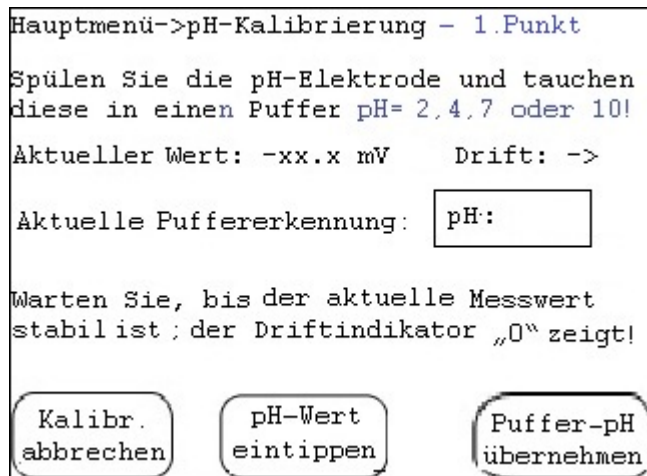 Hauptmenü->pH-Kalibrierung – 1.Punkt
Spülen Sie die pH-Elektrode und tauchen
diese in einen Puffer pH= 2,4,7 oder 10!
Aktueller Wert: -xx.x mV Drift: ->
Aktuelle Puffererkennung: pH:
Warten Sie, bis der aktuelle Messwert
stabil ist ; der Driftindikator „0“ zeigt!
Kalibr.
abbrechen
pH-Wert
eintippen
Puffer-pH
übernehmen